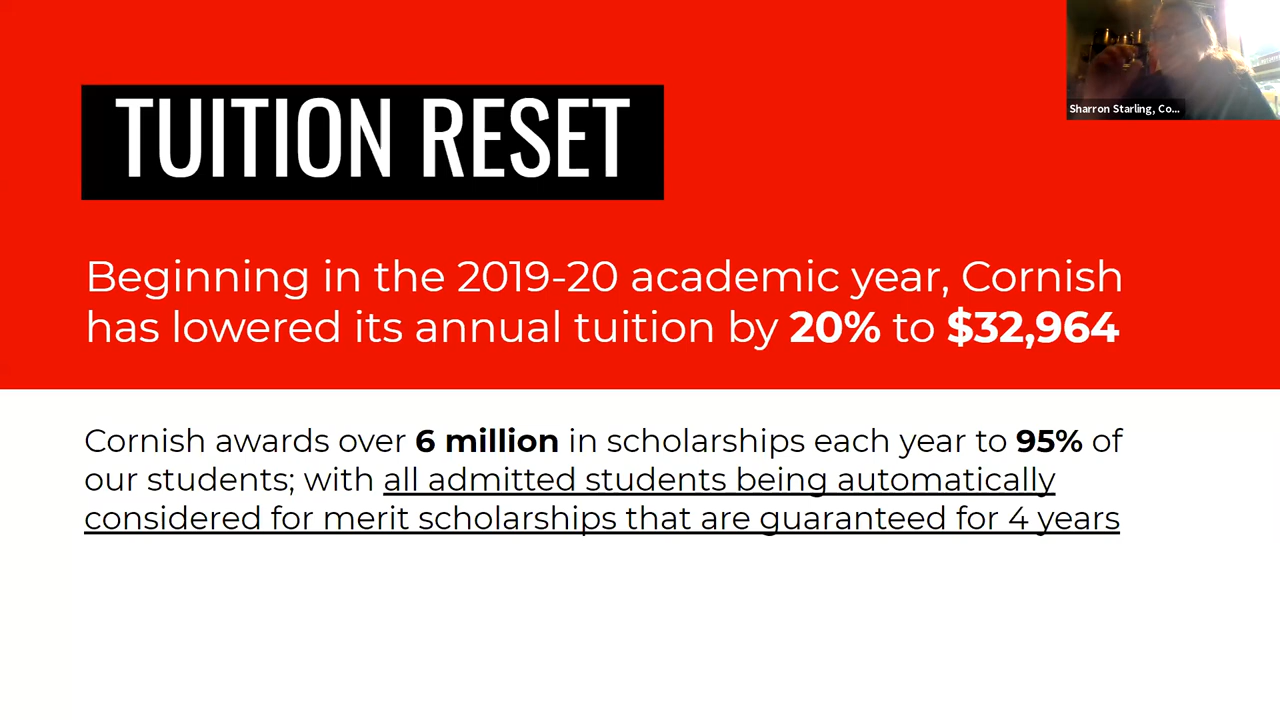 Sharron Starling, Co...
TUITION RESET
Beginning in the 2019-20 academic year, Cornish
has lowered its annual tuition by 20% to $32,964
Cornish awards over 6 million in scholarships each year to 95% of
our students; with all admitted students being automatically
considered for merit scholarships that are guaranteed for 4 years